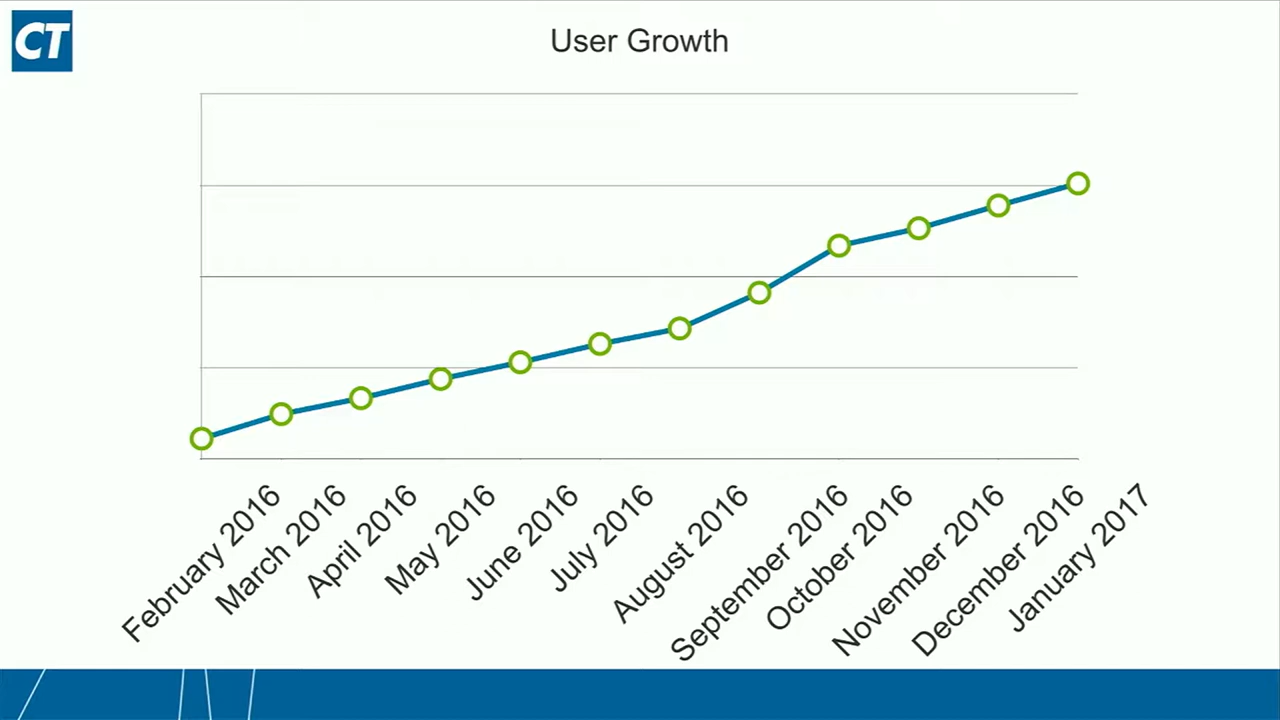 CT
User Growth
February 2016
March 2016
April 2016
May 2016
June 2016
July 2016
August 2016
September 2016
October 2016
November 2016
December 2016
January 2017